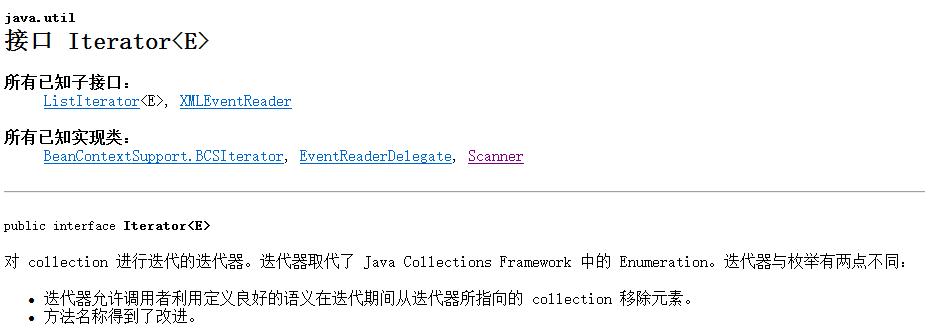 java.util
接口 Iterator<E>
所有已知子接口：
ListIterator<E>, XMLEventReader
所有已知实现类：
BeanContextSupport.BCSIterator, EventReaderDelegate, Scanner
public interface Iterator<E>
对 collection 进行迭代的迭代器。迭代器取代了 Java Collections Framework 中的 Enumeration。迭代器与枚举有两点不同：
• 迭代器允许调用者利用定义良好的语义在迭代期间从迭代器所指向的 collection 移除元素。
• 方法名称得到了改进。